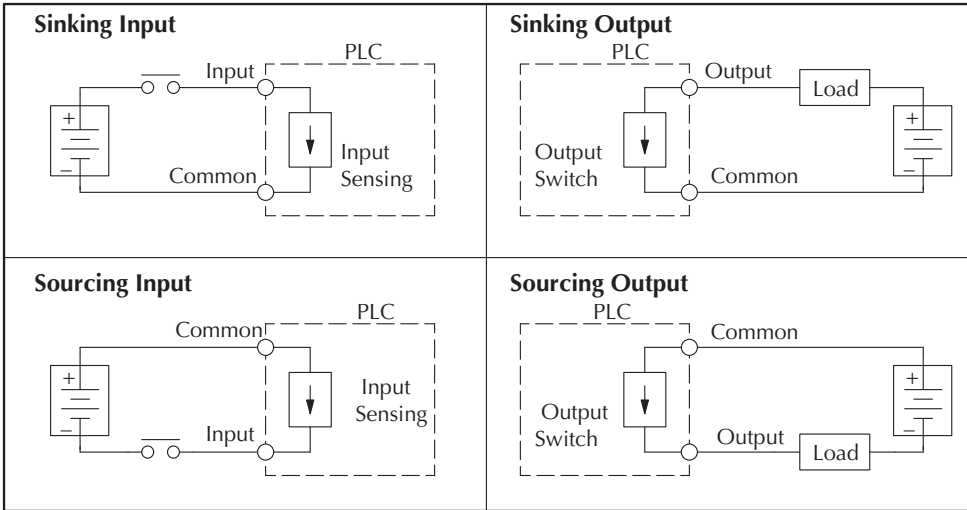 Sinking Input
PLC
Input
+
–
Input
Sensing
Common
Sinking Output
PLC
Output
Load
+
–
Output
Switch
Common
Sourcing Input
PLC
Common
+
–
Input
Sensing
Input
Sourcing Output
PLC
Common
+
–
Output
Switch
Output
Load